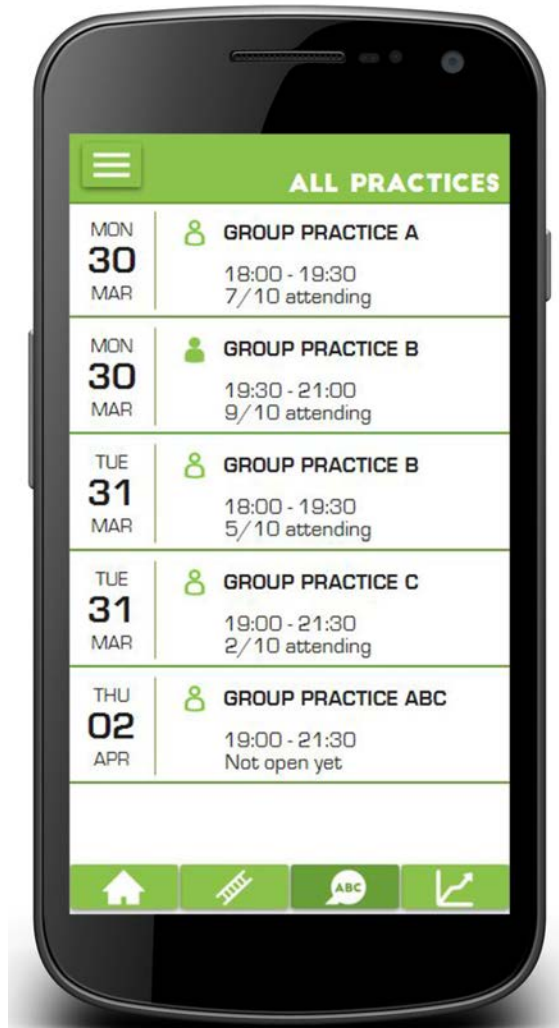 ALL PRACTICES
MON
30
MAR
GROUP PRACTICE A
18:00 - 19:30
7/10 attending
MON
30
MAR
GROUP PRACTICE B
19:30 - 21:00
9/10 attending
TUE
31
MAR
GROUP PRACTICE B
18:00 - 19:30
5/10 attending
TUE
31
MAR
GROUP PRACTICE C
19:00 - 21:30
2/10 attending
THU
02
APR
GROUP PRACTICE ABC
19:00 - 21:30
Not open yet
ABC